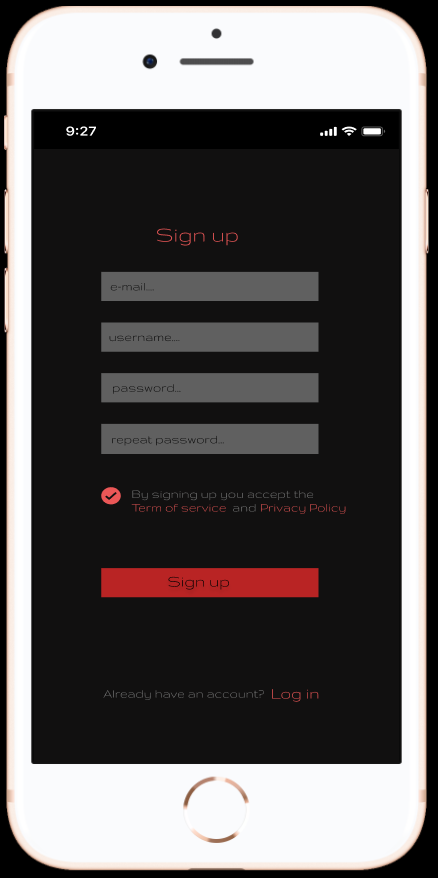 9:27
Sign up
e-mail...
username...
password...
repeat password...
By signing up you accept the
Term of service and Privacy Policy
Sign up
Already have an account? Log in